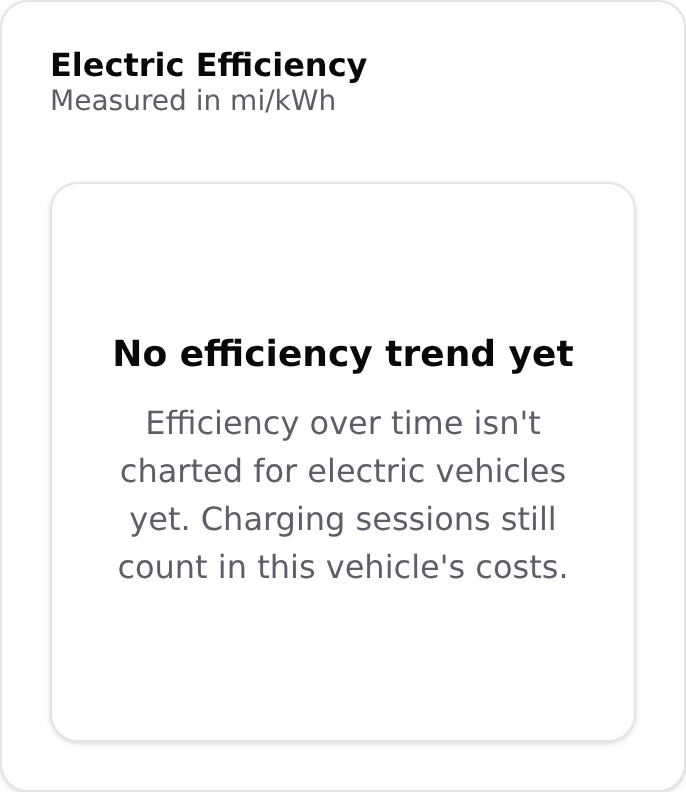 Electric Efficiency
Measured in mi/kWh
No efficiency trend yet
Efficiency over time isn't
charted for electric vehicles
yet. Charging sessions still
count in this vehicle's costs.